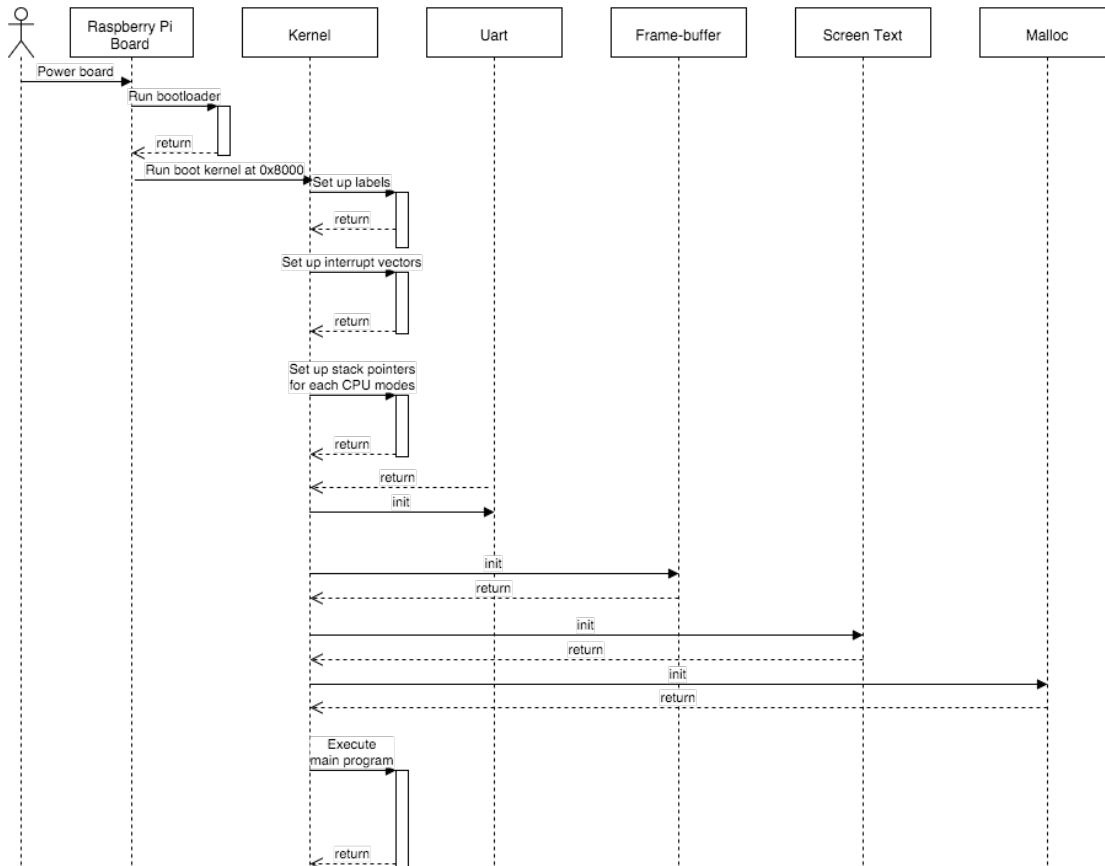 Raspberry Pi
Board
Kernel
Uart
Frame-buffer
Screen Text
Malloc
Power board
Run bootloader
return
Run boot kernel at 0x8000
Set up labels
return
Set up interrupt vectors
return
Set up stack pointers
for each CPU modes
return
return
init
init
return
init
return
init
return
Execute
main program
return